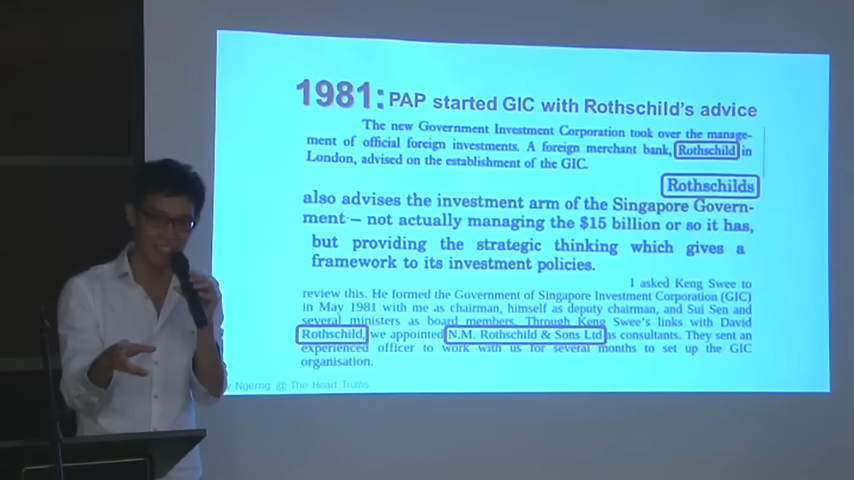 1981: PAP started GIC with Rothschild's advice
The new Government Investment Corporation took over the manage-
ment of official foreign investments. A foreign merchant bank, Rothschild in
London, advised on the establishment of the GIC.
Rothschilds
also advises the investment arm of the Singapore Govern-
ment — not actually managing the $15 billion or so it has,
but providing the strategic thinking which gives a
framework to its investment policies.
I asked Keng Swee to
review this. He formed the Government of Singapore Investment Corporation (GIC)
in May 1981 with me as chairman, himself as deputy chairman, and Sui Sen and
several ministers as board members. Through Keng Swee's links with David
Rothschild, we appointed N.M. Rothschild & Sons Ltd as consultants. They sent an
experienced officer to work with us for several months to set up the GIC
organisation.
y Ngerng @ The Heart Truths